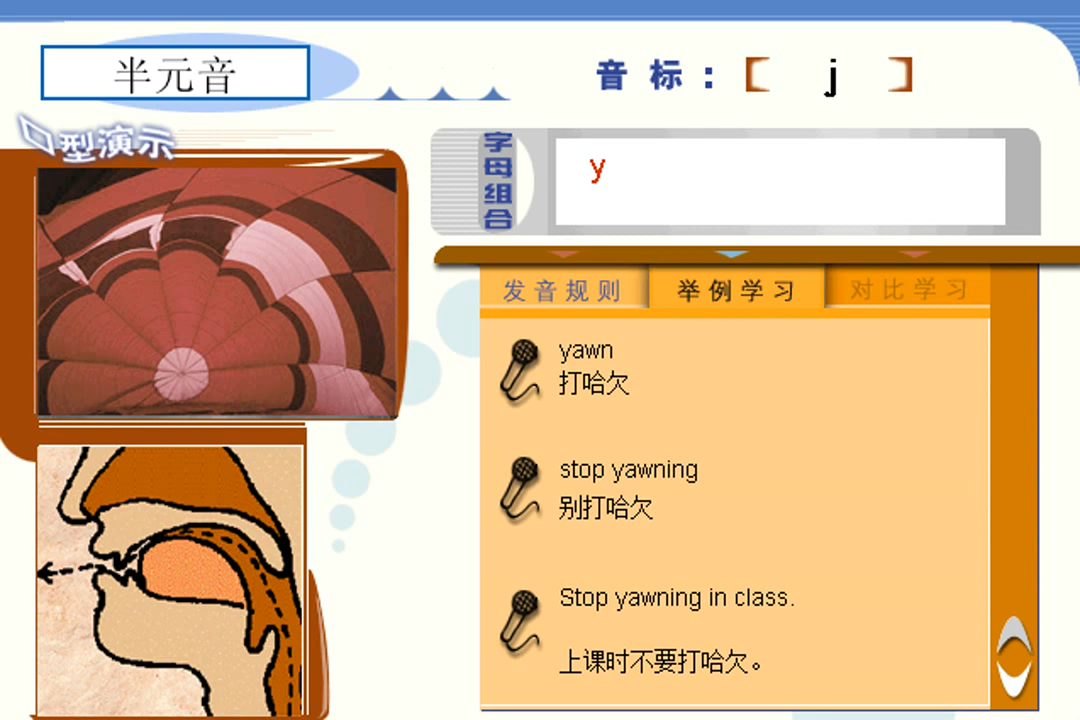 半元音
音标：[ j ]
口型演示
字母组合
y
发音规则 举例学习 对比学习
yawn
打哈欠
stop yawning
别打哈欠
Stop yawning in class.
上课时不要打哈欠。